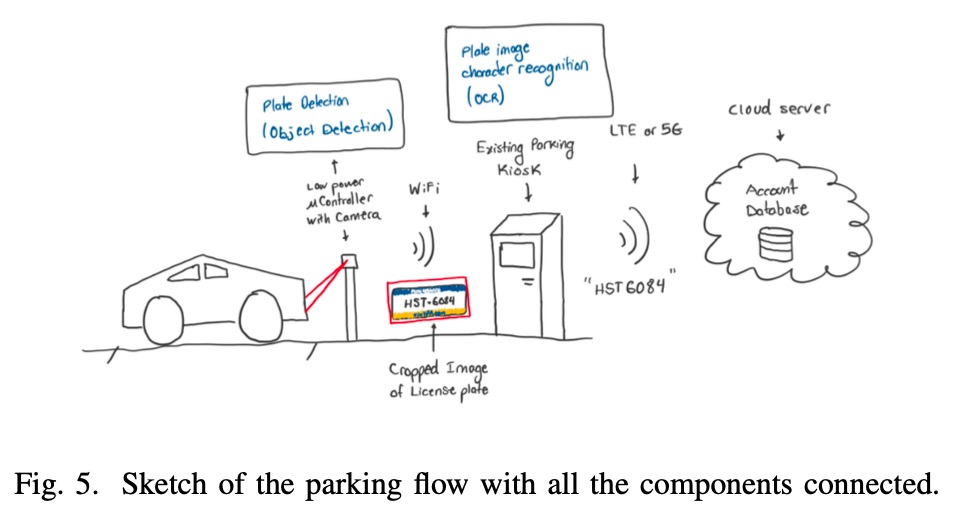 Plate Detection
(Object Detection)
Low power
µController
with Camera
WiFi
Plate image
character recognition
(OCR)
Existing Parking
Kiosk
LTE or 5G
Cloud server
Account
Database
HST-6084
"HST6084"
Cropped Image
of License plate
Fig. 5. Sketch of the parking flow with all the components connected.